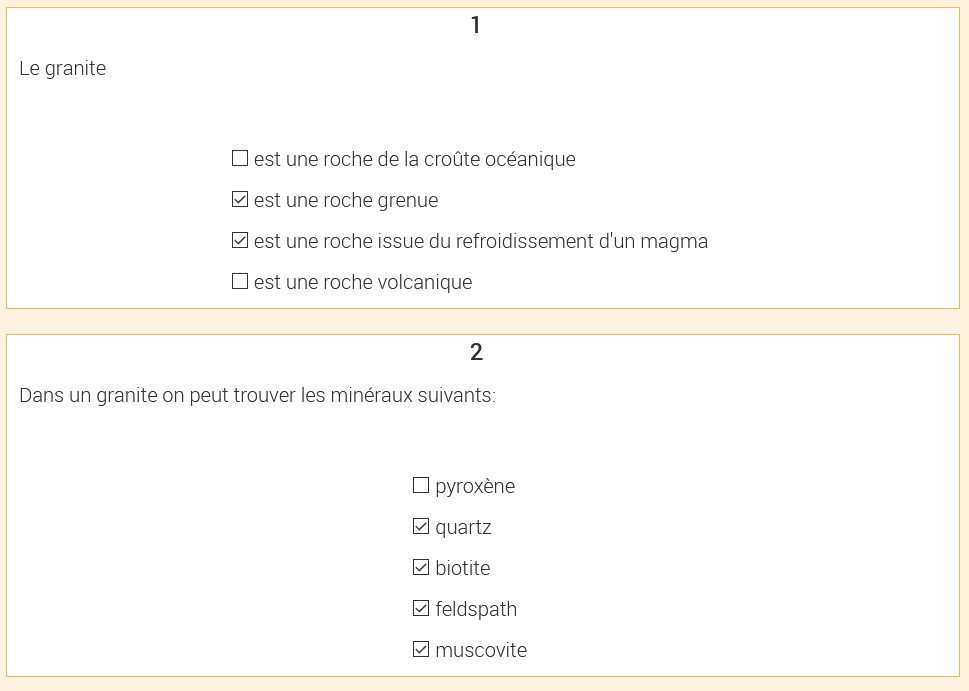 1
Le granite
est une roche de la croûte océanique
est une roche grenue
est une roche issue du refroidissement d'un magma
est une roche volcanique
2
Dans un granite on peut trouver les minéraux suivants:
pyroxène
quartz
biotite
feldspath
muscovite